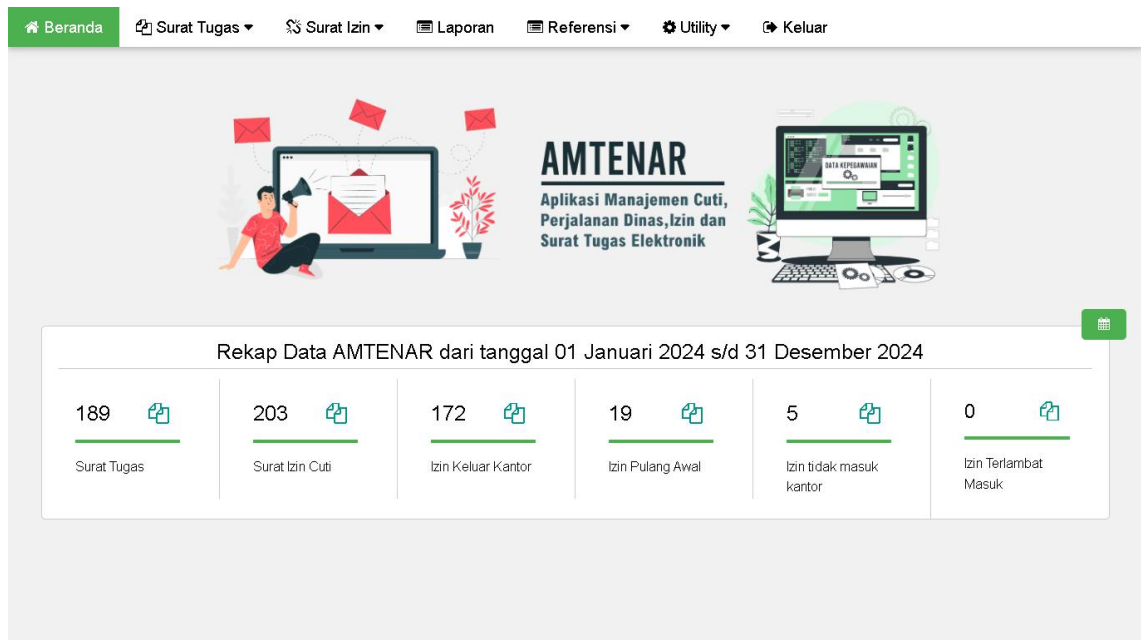 Beranda
Surat Tugas
Surat Izin
Laporan
Referensi
Utility
Keluar
AMTENAR
Aplikasi Manajemen Cuti,
Perjalanan Dinas,Izin dan
Surat Tugas Elektronik
DATA KEPEGAWAIAN
Rekap Data AMTENAR dari tanggal 01 Januari 2024 s/d 31 Desember 2024
189
Surat Tugas
203
Surat Izin Cuti
172
Izin Keluar Kantor
19
Izin Pulang Awal
5
Izin tidak masuk
kantor
0
Izin Terlambat
Masuk